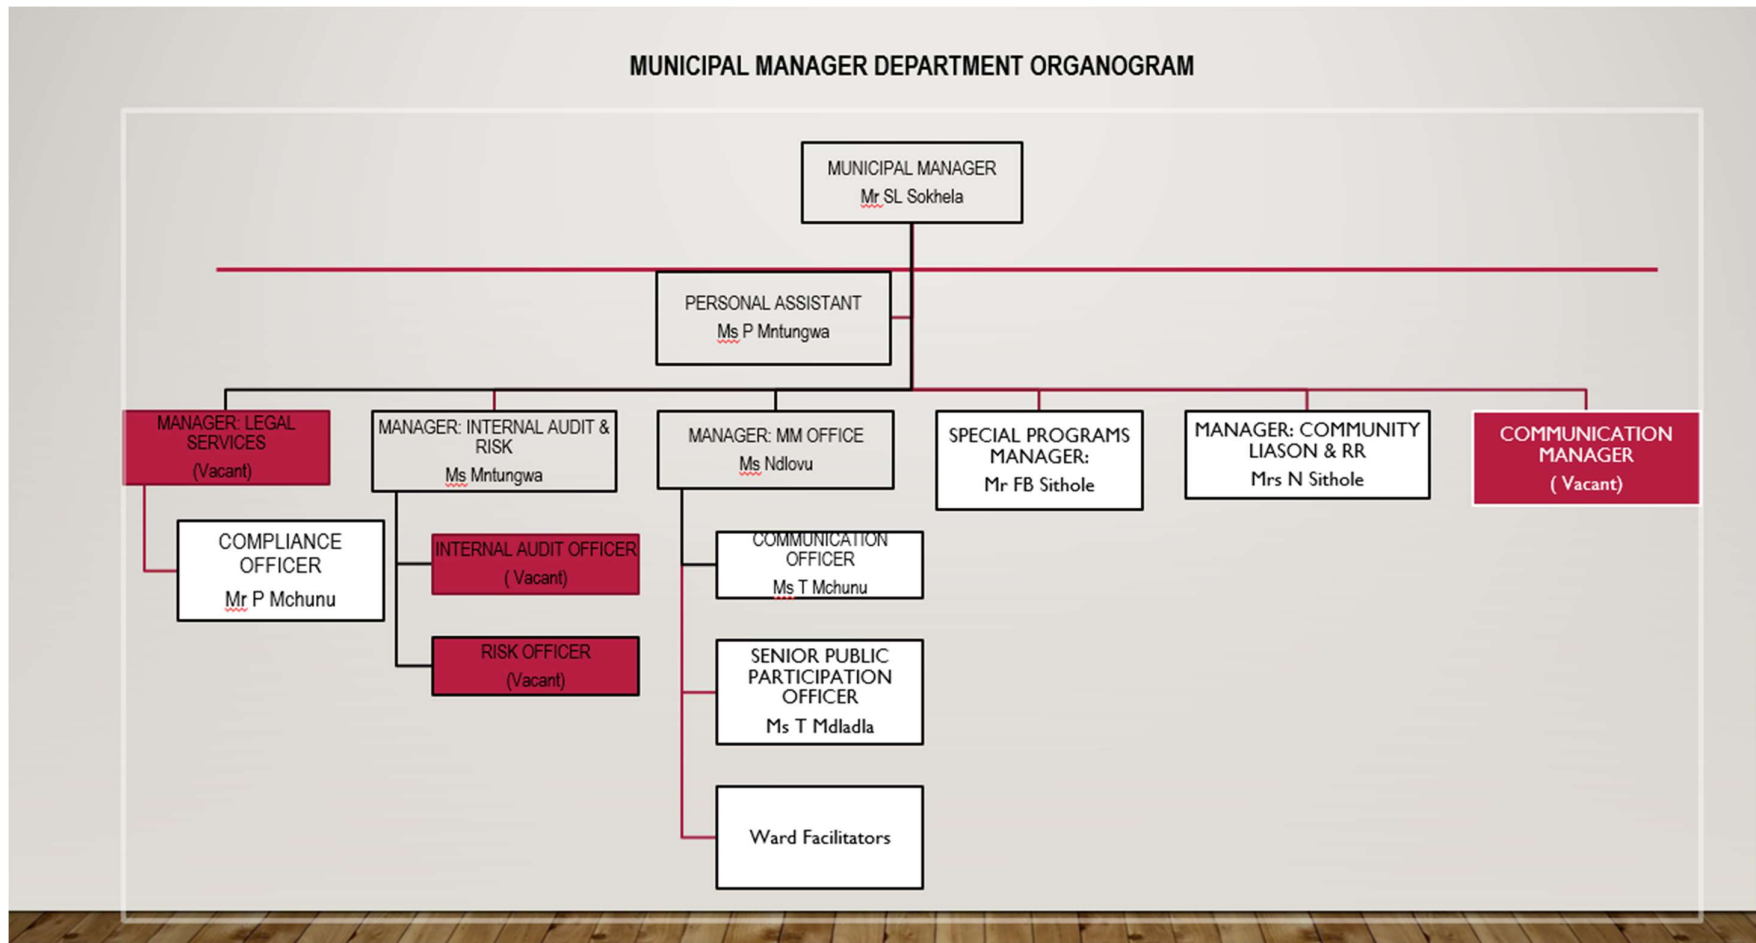 MUNICIPAL MANAGER DEPARTMENT ORGANOGRAM
MUNICIPAL MANAGER
Mr SL Sokhela
PERSONAL ASSISTANT
Ms P Mntungwa
MANAGER: LEGAL
SERVICES
(Vacant)
MANAGER: INTERNAL AUDIT &
RISK
Ms Mntungwa
MANAGER: MM OFFICE
Ms Ndlovu
SPECIAL PROGRAMS
MANAGER:
Mr FB Sithole
MANAGER: COMMUNITY
LIASON & RR
Mrs N Sithole
COMMUNICATION
MANAGER
( Vacant)
COMPLIANCE
OFFICER
Mr P Mchunu
INTERNAL AUDIT OFFICER
( Vacant)
RISK OFFICER
(Vacant)
COMMUNICATION
OFFICER
Ms T Mchunu
SENIOR PUBLIC
PARTICIPATION
OFFICER
Ms T Mdladla
Ward Facilitators